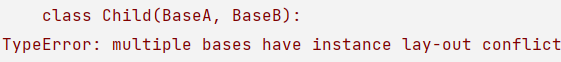 class Child(BaseA, BaseB):
TypeError: multiple bases have instance lay-out conflict